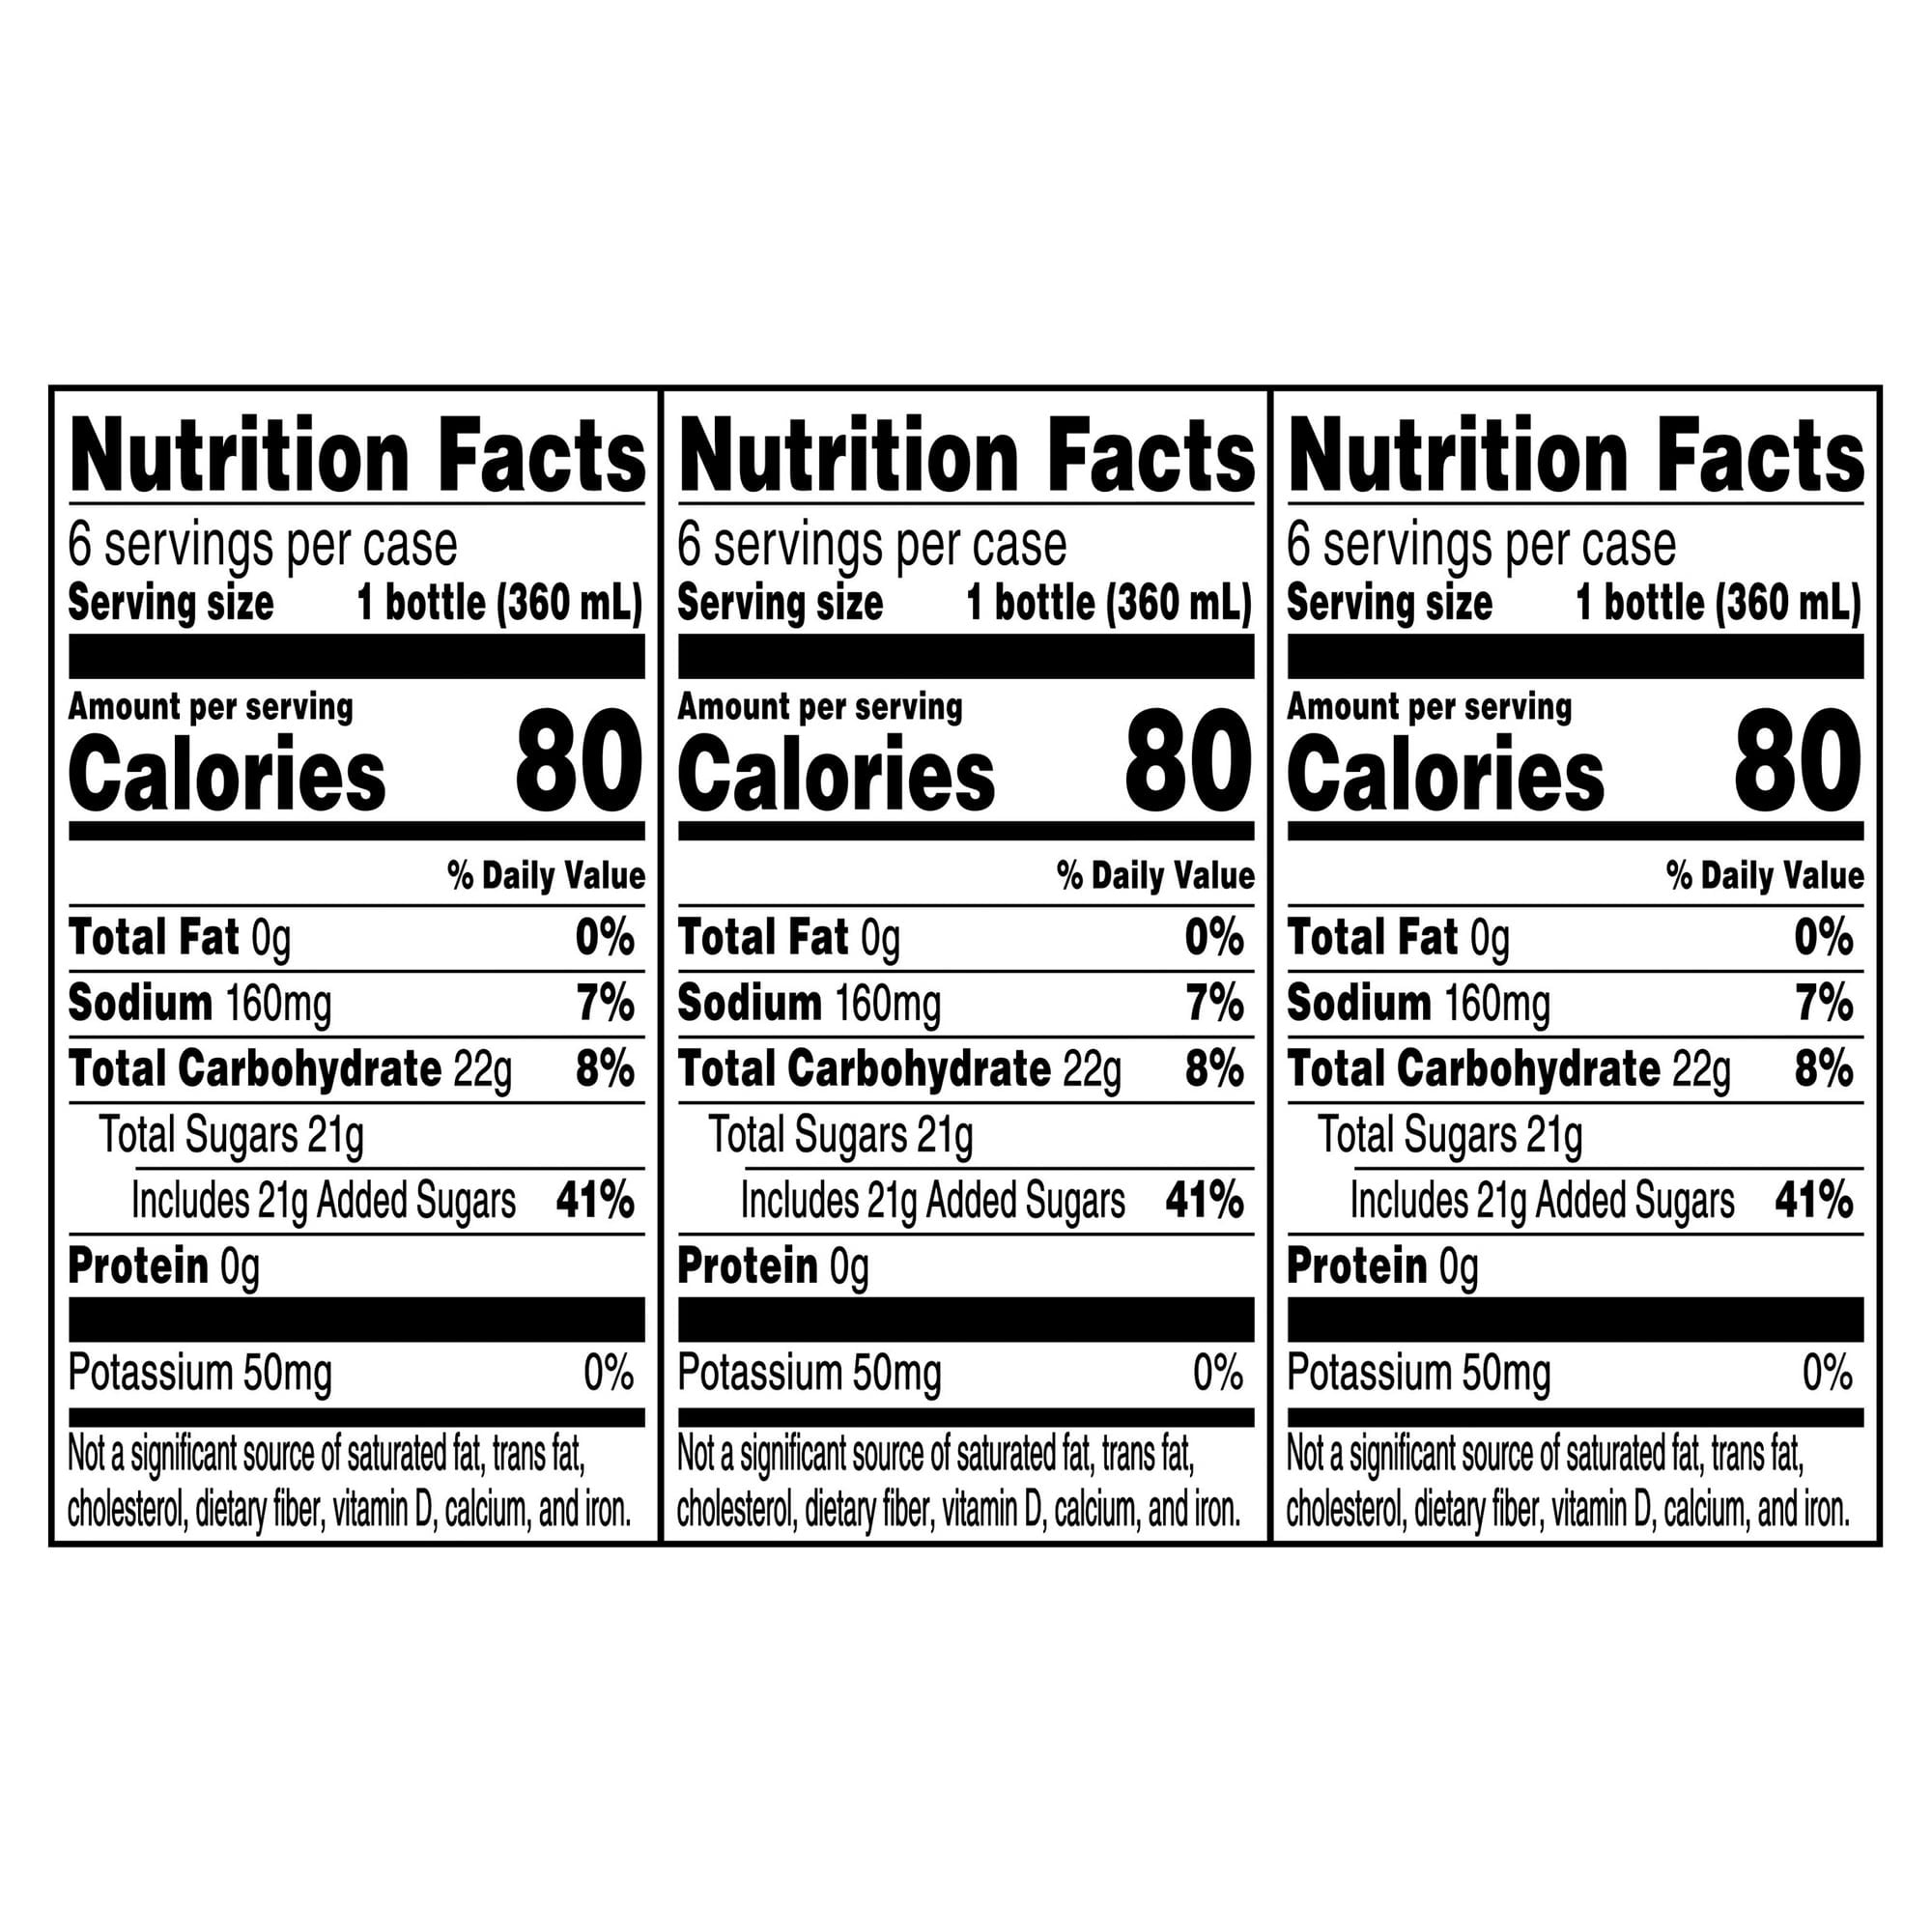 Nutrition Facts
6 servings per case
Serving size 1 bottle (360 mL)
Amount per serving
Calories 80
% Daily Value
Total Fat 0g 0%
Sodium 160mg 7%
Total Carbohydrate 22g 8%
Total Sugars 21g
Includes 21g Added Sugars 41%
Protein 0g
Potassium 50mg 0%
Not a significant source of saturated fat, trans fat,
cholesterol, dietary fiber, vitamin D, calcium, and iron.
Nutrition Facts
6 servings per case
Serving size 1 bottle (360 mL)
Amount per serving
Calories 80
% Daily Value
Total Fat 0g 0%
Sodium 160mg 7%
Total Carbohydrate 22g 8%
Total Sugars 21g
Includes 21g Added Sugars 41%
Protein 0g
Potassium 50mg 0%
Not a significant source of saturated fat, trans fat,
cholesterol, dietary fiber, vitamin D, calcium, and iron.
Nutrition Facts
6 servings per case
Serving size 1 bottle (360 mL)
Amount per serving
Calories 80
% Daily Value
Total Fat 0g 0%
Sodium 160mg 7%
Total Carbohydrate 22g 8%
Total Sugars 21g
Includes 21g Added Sugars 41%
Protein 0g
Potassium 50mg 0%
Not a significant source of saturated fat, trans fat,
cholesterol, dietary fiber, vitamin D, calcium, and iron.